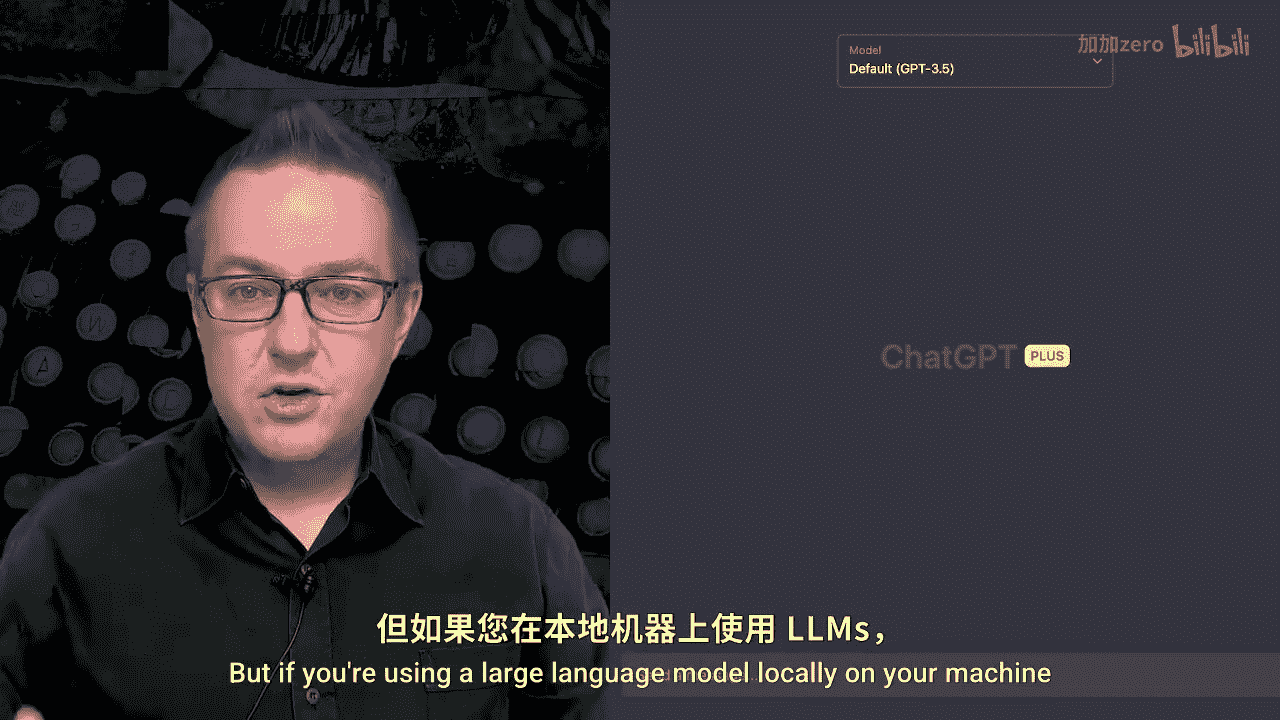 加加zero bilibili
Model
Default (GPT-3.5)
ChatGPT PLUS
但如果您在本地机器上使用 LLMs，
But if you're using a large language model locally on your machine